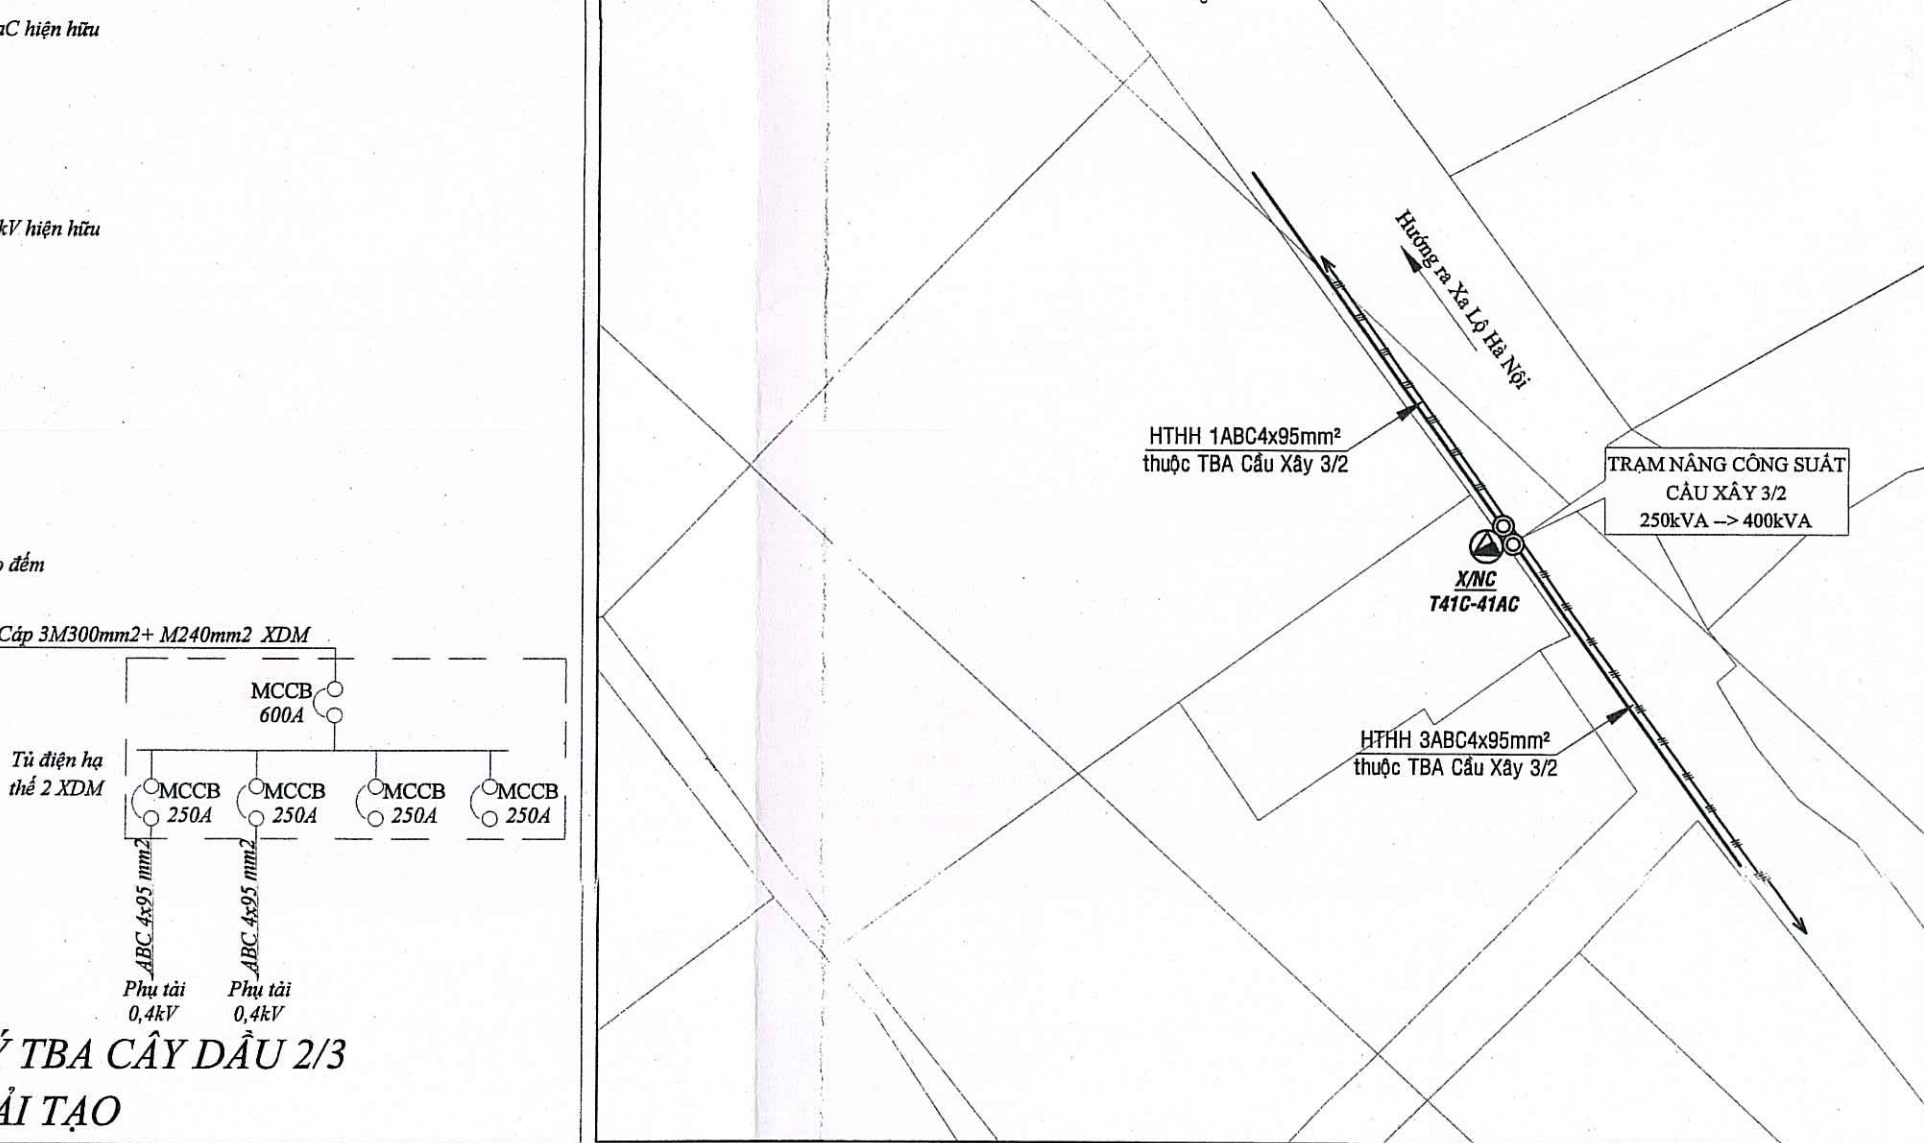 aC hiện hữu
kV hiện hữu
đếm
Cáp 3M300mm2+ M240mm2 XDM
MCCB
600A
Tủ điện hạ
thế 2 XDM
MCCB
250A
MCCB
250A
MCCB
250A
MCCB
250A
ABC 4x95 mm2
ABC 4x95 mm2
Phụ tải
0,4kV
Phụ tải
0,4kV
Ý TBA CÂY DẦU 2/3
ẢI TẠO
Hướng ra Xa Lộ Hà Nội
HTHH 1ABC4x95mm²
thuộc TBA Cầu Xây 3/2
TRẠM NÂNG CÔNG SUẤT
CẦU XÂY 3/2
250kVA --> 400kVA
X/NC
T41C-41AC
HTHH 3ABC4x95mm²
thuộc TBA Cầu Xây 3/2